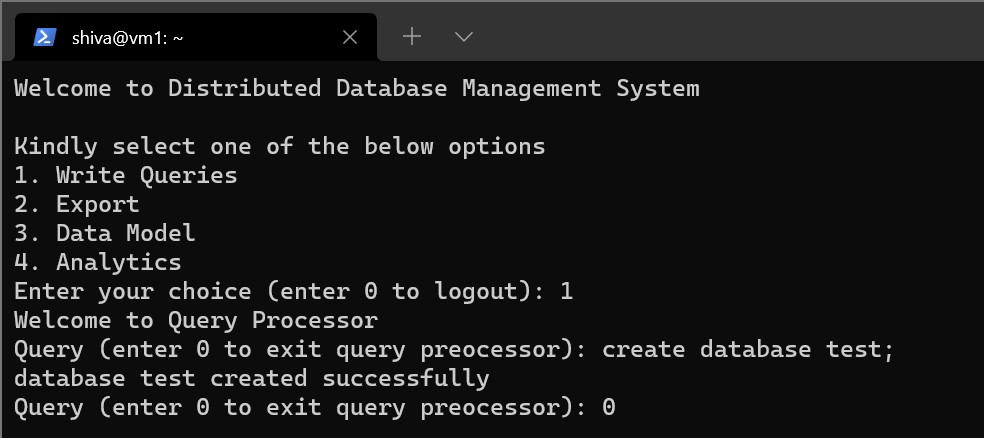 shiva@vm1: ~
Welcome to Distributed Database Management System
Kindly select one of the below options
1. Write Queries
2. Export
3. Data Model
4. Analytics
Enter your choice (enter 0 to logout): 1
Welcome to Query Processor
Query (enter 0 to exit query preocessor): create database test;
database test created successfully
Query (enter 0 to exit query preocessor): 0